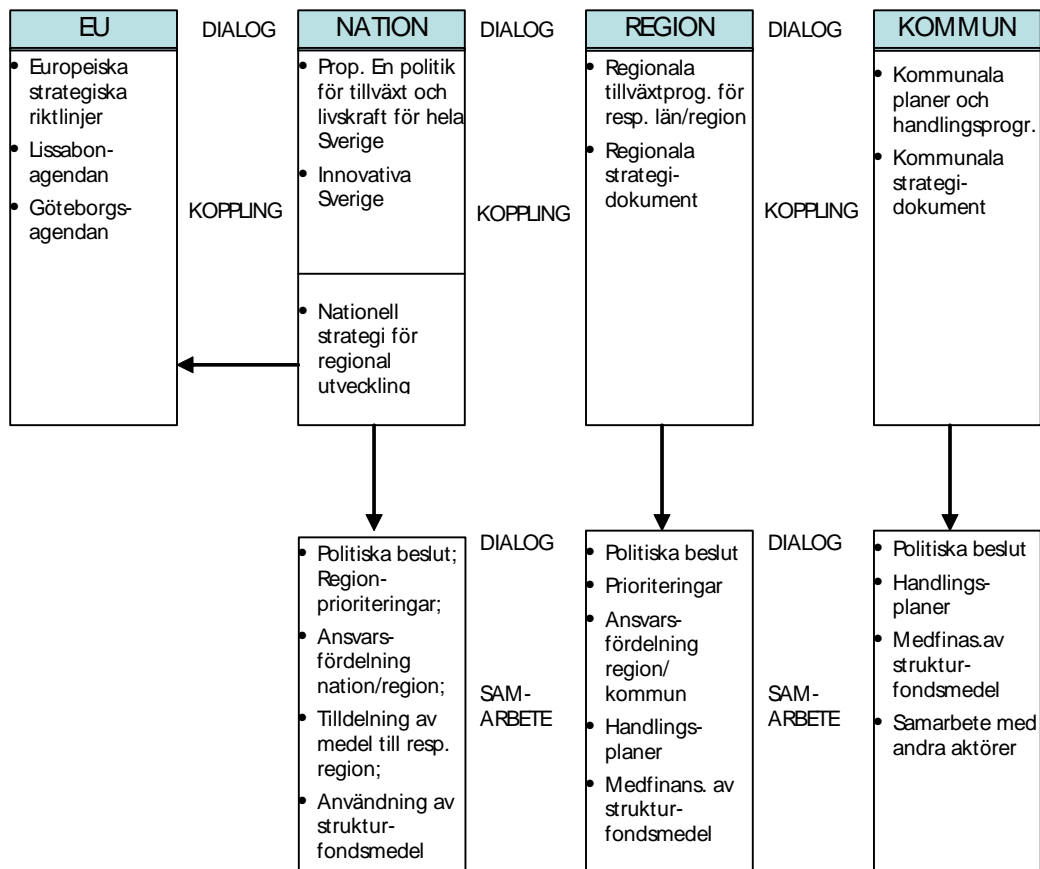 EU
• Europeiska
strategiska
riktlinjer
• Lissabon-
agendan
• Göteborgs-
agendan
DIALOG
KOPPLING
NATION
• Prop. En politik
för tillväxt och
livskraft för hela
Sverige
• Innovativa
Sverige
• Nationell
strategi för
regional
utveckling
DIALOG
KOPPLING
REGION
• Regionala
tillväxtprog. för
resp. län/region
• Regionala
strategi-
dokument
DIALOG
KOPPLING
KOMMUN
• Kommunala
planer och
handlingsprogr.
• Kommunala
strategi-
dokument
• Politiska beslut;
Region-
prioriteringar;
• Ansvars-
fördelning
nation/region;
• Tilldelning av
medel till resp.
region;
• Användning av
struktur-
fondsmedel
DIALOG
SAM-
ARBETE
• Politiska beslut
• Prioriteringar
• Ansvars-
fördelning
region/
kommun
• Handlings-
planer
• Medfinans. av
struktur-
fondsmedel
DIALOG
SAM-
ARBETE
• Politiska beslut
• Handlings-
planer
• Medfinas.av
struktur-
fondsmedel
• Samarbete med
andra aktörer